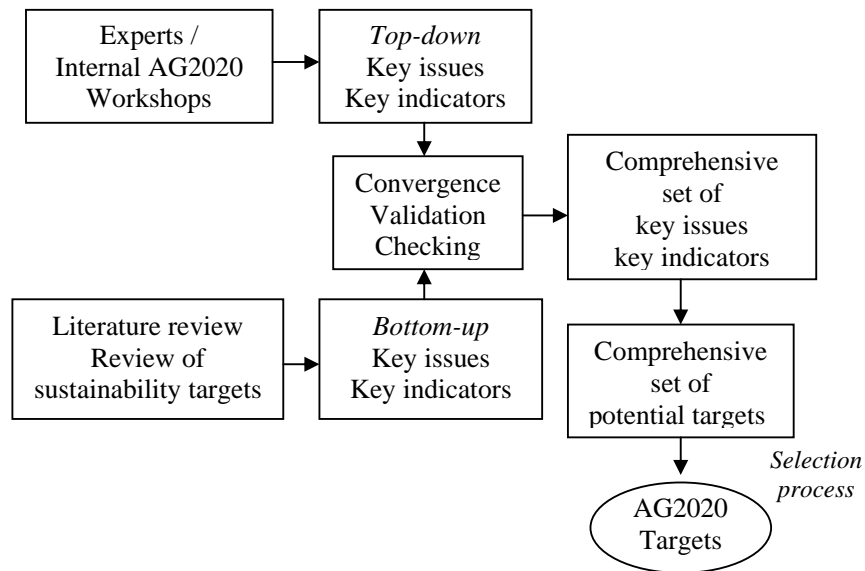 Experts /
Internal AG2020
Workshops
Top-down
Key issues
Key indicators
Convergence
Validation
Checking
Comprehensive
set of
key issues
key indicators
Literature review
Review of
sustainability targets
Bottom-up
Key issues
Key indicators
Comprehensive
set of
potential targets
Selection
process
AG2020
Targets